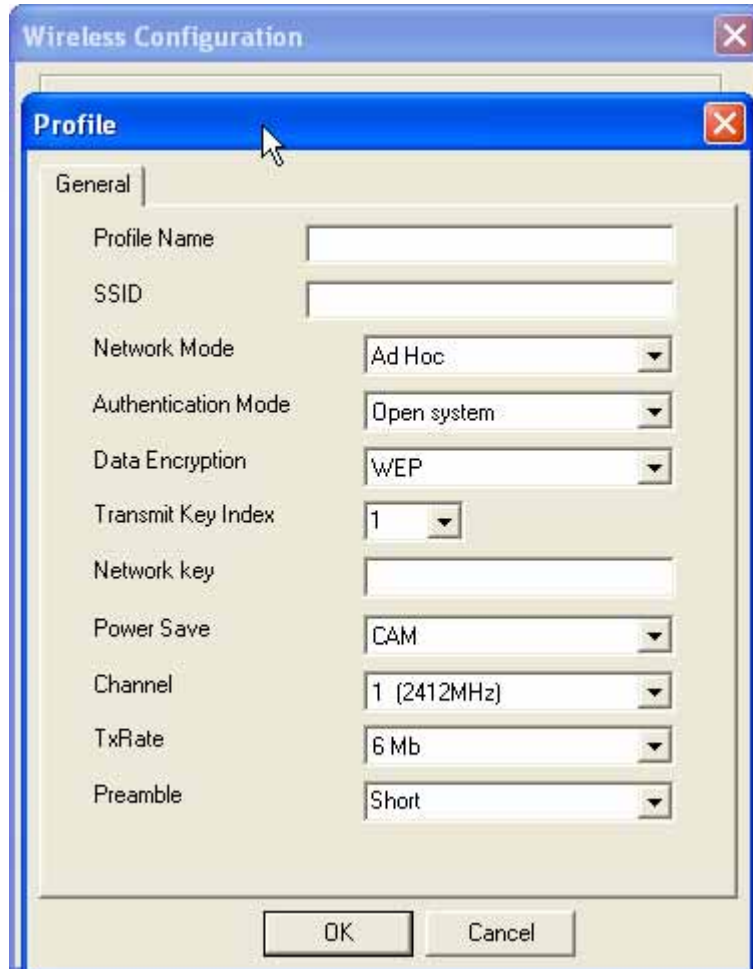 Wireless Configuration
Profile
General
Profile Name
SSID
Network Mode Ad Hoc
Authentication Mode Open system
Data Encryption WEP
Transmit Key Index 1
Network key
Power Save CAM
Channel 1 (2412MHz)
TxRate 6 Mb
Preamble Short
OK Cancel